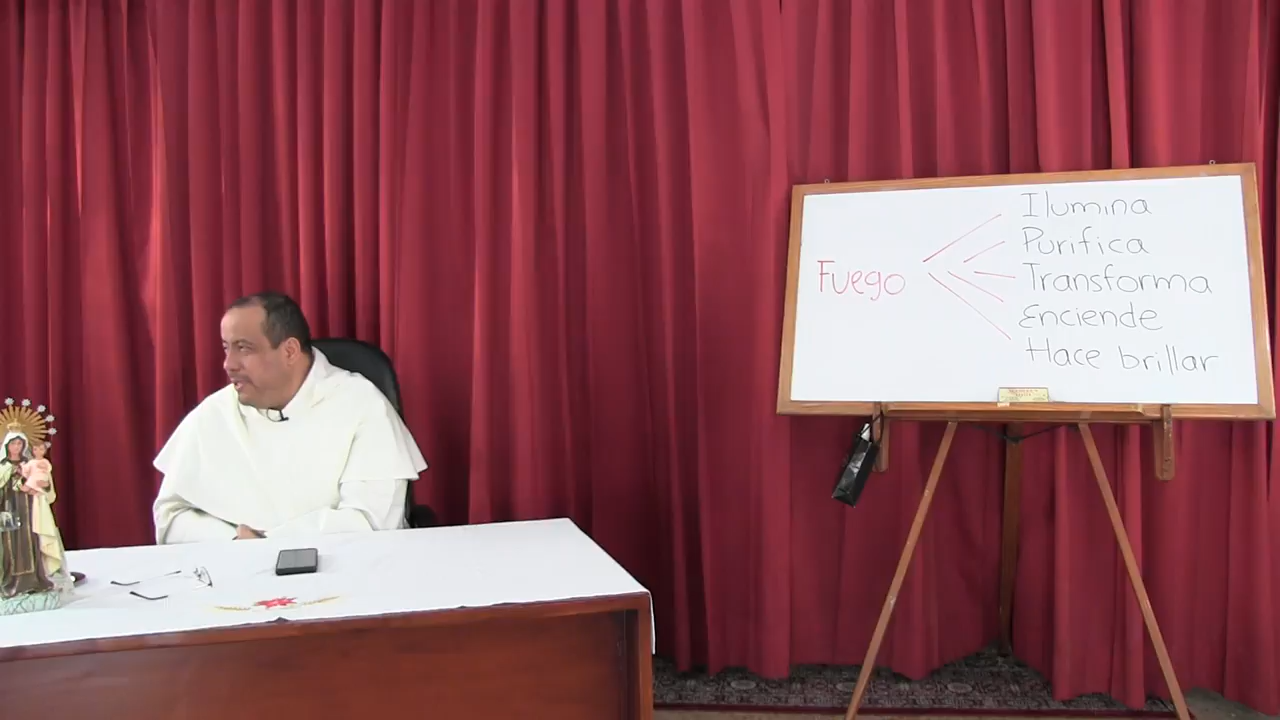 Fuego
Ilumina
Purifica
Transforma
Enciende
Hace brillar